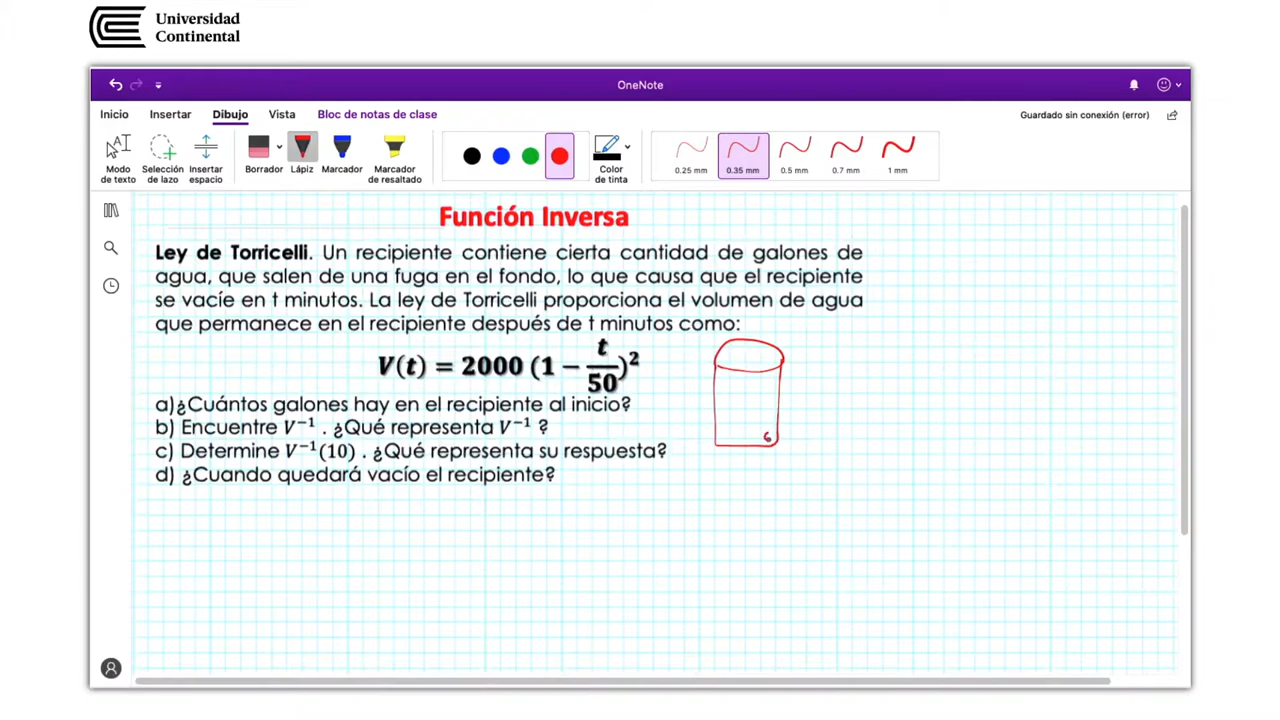 Universidad
Continental
OneNote
Inicio Insertar Dibujo Vista Bloc de notas de clase Guardado sin conexión (error)
Modo de texto Selección de lazo Insertar espacio Borrador Lápiz Marcador Marcador de resaltado Color de tinta 0.25 mm 0.35 mm 0.5 mm 0.7 mm 1 mm
Función Inversa
Ley de Torricelli. Un recipiente contiene cierta cantidad de galones de
agua, que salen de una fuga en el fondo, lo que causa que el recipiente
se vacíe en t minutos. La ley de Torricelli proporciona el volumen de agua
que permanece en el recipiente después de t minutos como:
V(t) = 2000 (1 − t/50)²
a)¿Cuántos galones hay en el recipiente al inicio?
b) Encuentre V⁻¹ . ¿Qué representa V⁻¹ ?
c) Determine V⁻¹(10) . ¿Qué representa su respuesta?
d) ¿Cuando quedará vacío el recipiente?